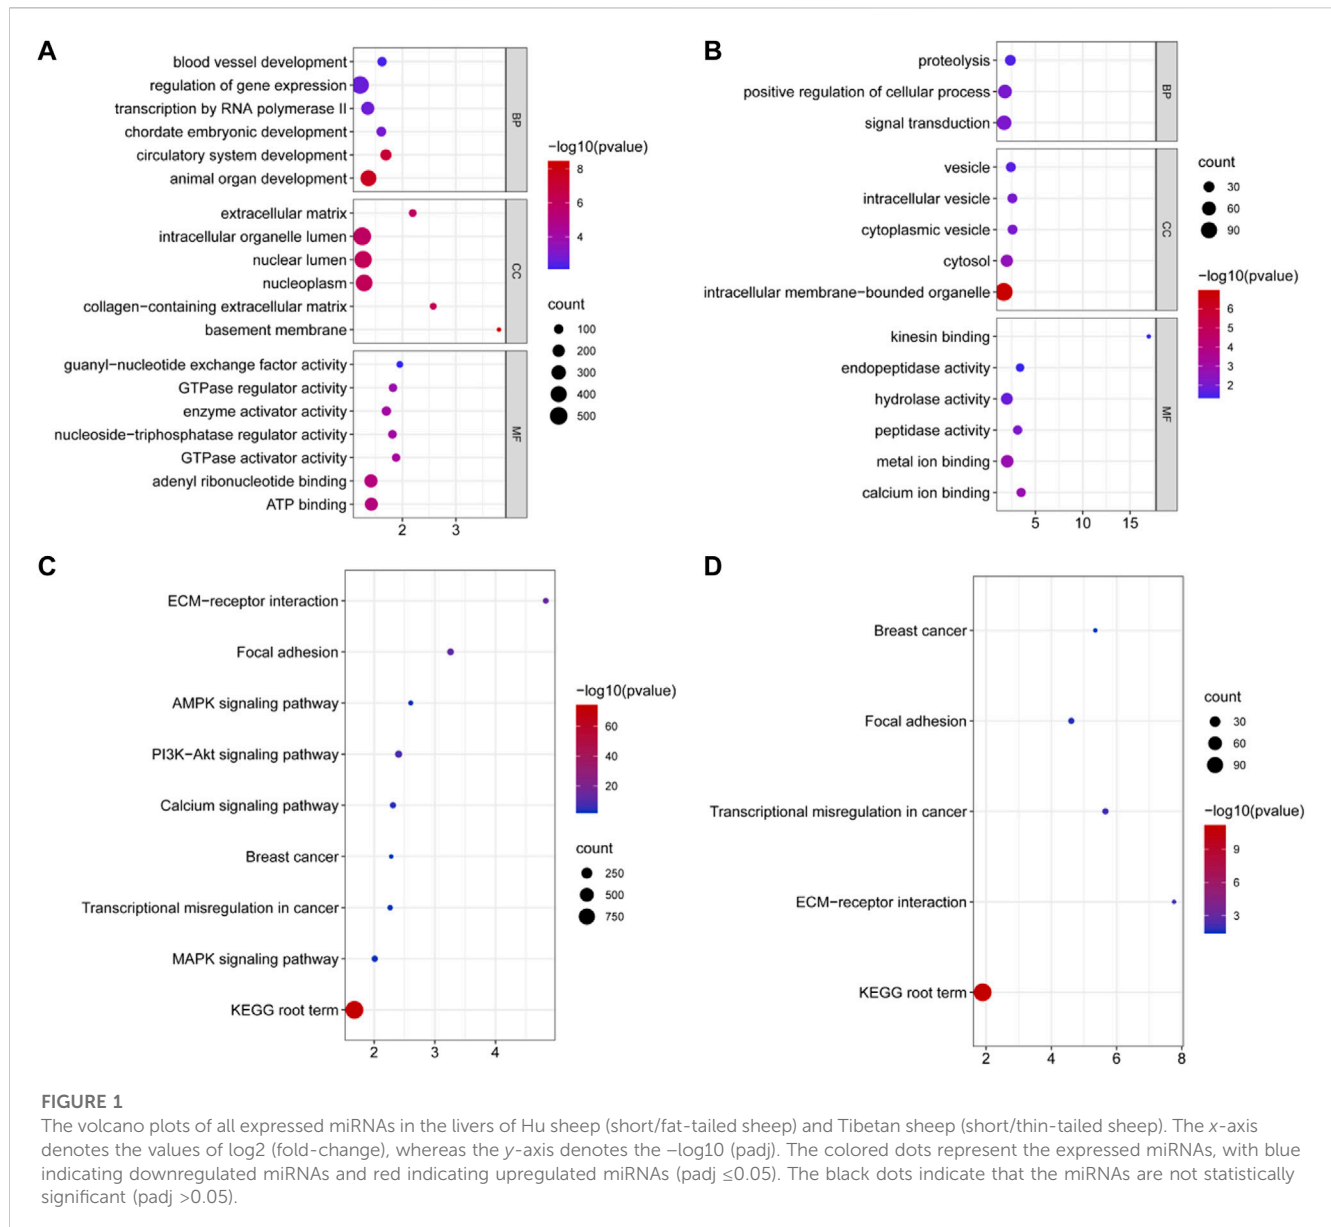 A
blood vessel development
regulation of gene expression
transcription by RNA polymerase II
chordate embryonic development
circulatory system development
animal organ development
BP
extracellular matrix
intracellular organelle lumen
nuclear lumen
nucleoplasm
collagen−containing extracellular matrix
basement membrane
CC
guanyl−nucleotide exchange factor activity
GTPase regulator activity
enzyme activator activity
nucleoside−triphosphatase regulator activity
GTPase activator activity
adenyl ribonucleotide binding
ATP binding
MF
2 3
−log10(pvalue)
8
6
4
count
100
200
300
400
500
B
proteolysis
positive regulation of cellular process
signal transduction
BP
vesicle
intracellular vesicle
cytoplasmic vesicle
cytosol
intracellular membrane−bounded organelle
CC
kinesin binding
endopeptidase activity
hydrolase activity
peptidase activity
metal ion binding
calcium ion binding
MF
5 10 15
count
30
60
90
−log10(pvalue)
6
5
4
3
2
C
ECM−receptor interaction
Focal adhesion
AMPK signaling pathway
PI3K−Akt signaling pathway
Calcium signaling pathway
Breast cancer
Transcriptional misregulation in cancer
MAPK signaling pathway
KEGG root term
2 3 4
−log10(pvalue)
60
40
20
count
250
500
750
D
Breast cancer
Focal adhesion
Transcriptional misregulation in cancer
ECM−receptor interaction
KEGG root term
2 4 6 8
count
30
60
90
−log10(pvalue)
9
6
3
FIGURE 1
The volcano plots of all expressed miRNAs in the livers of Hu sheep (short/fat-tailed sheep) and Tibetan sheep (short/thin-tailed sheep). The x-axis
denotes the values of log2 (fold-change), whereas the y-axis denotes the –log10 (padj). The colored dots represent the expressed miRNAs, with blue
indicating downregulated miRNAs and red indicating upregulated miRNAs (padj ≤0.05). The black dots indicate that the miRNAs are not statistically
significant (padj >0.05).